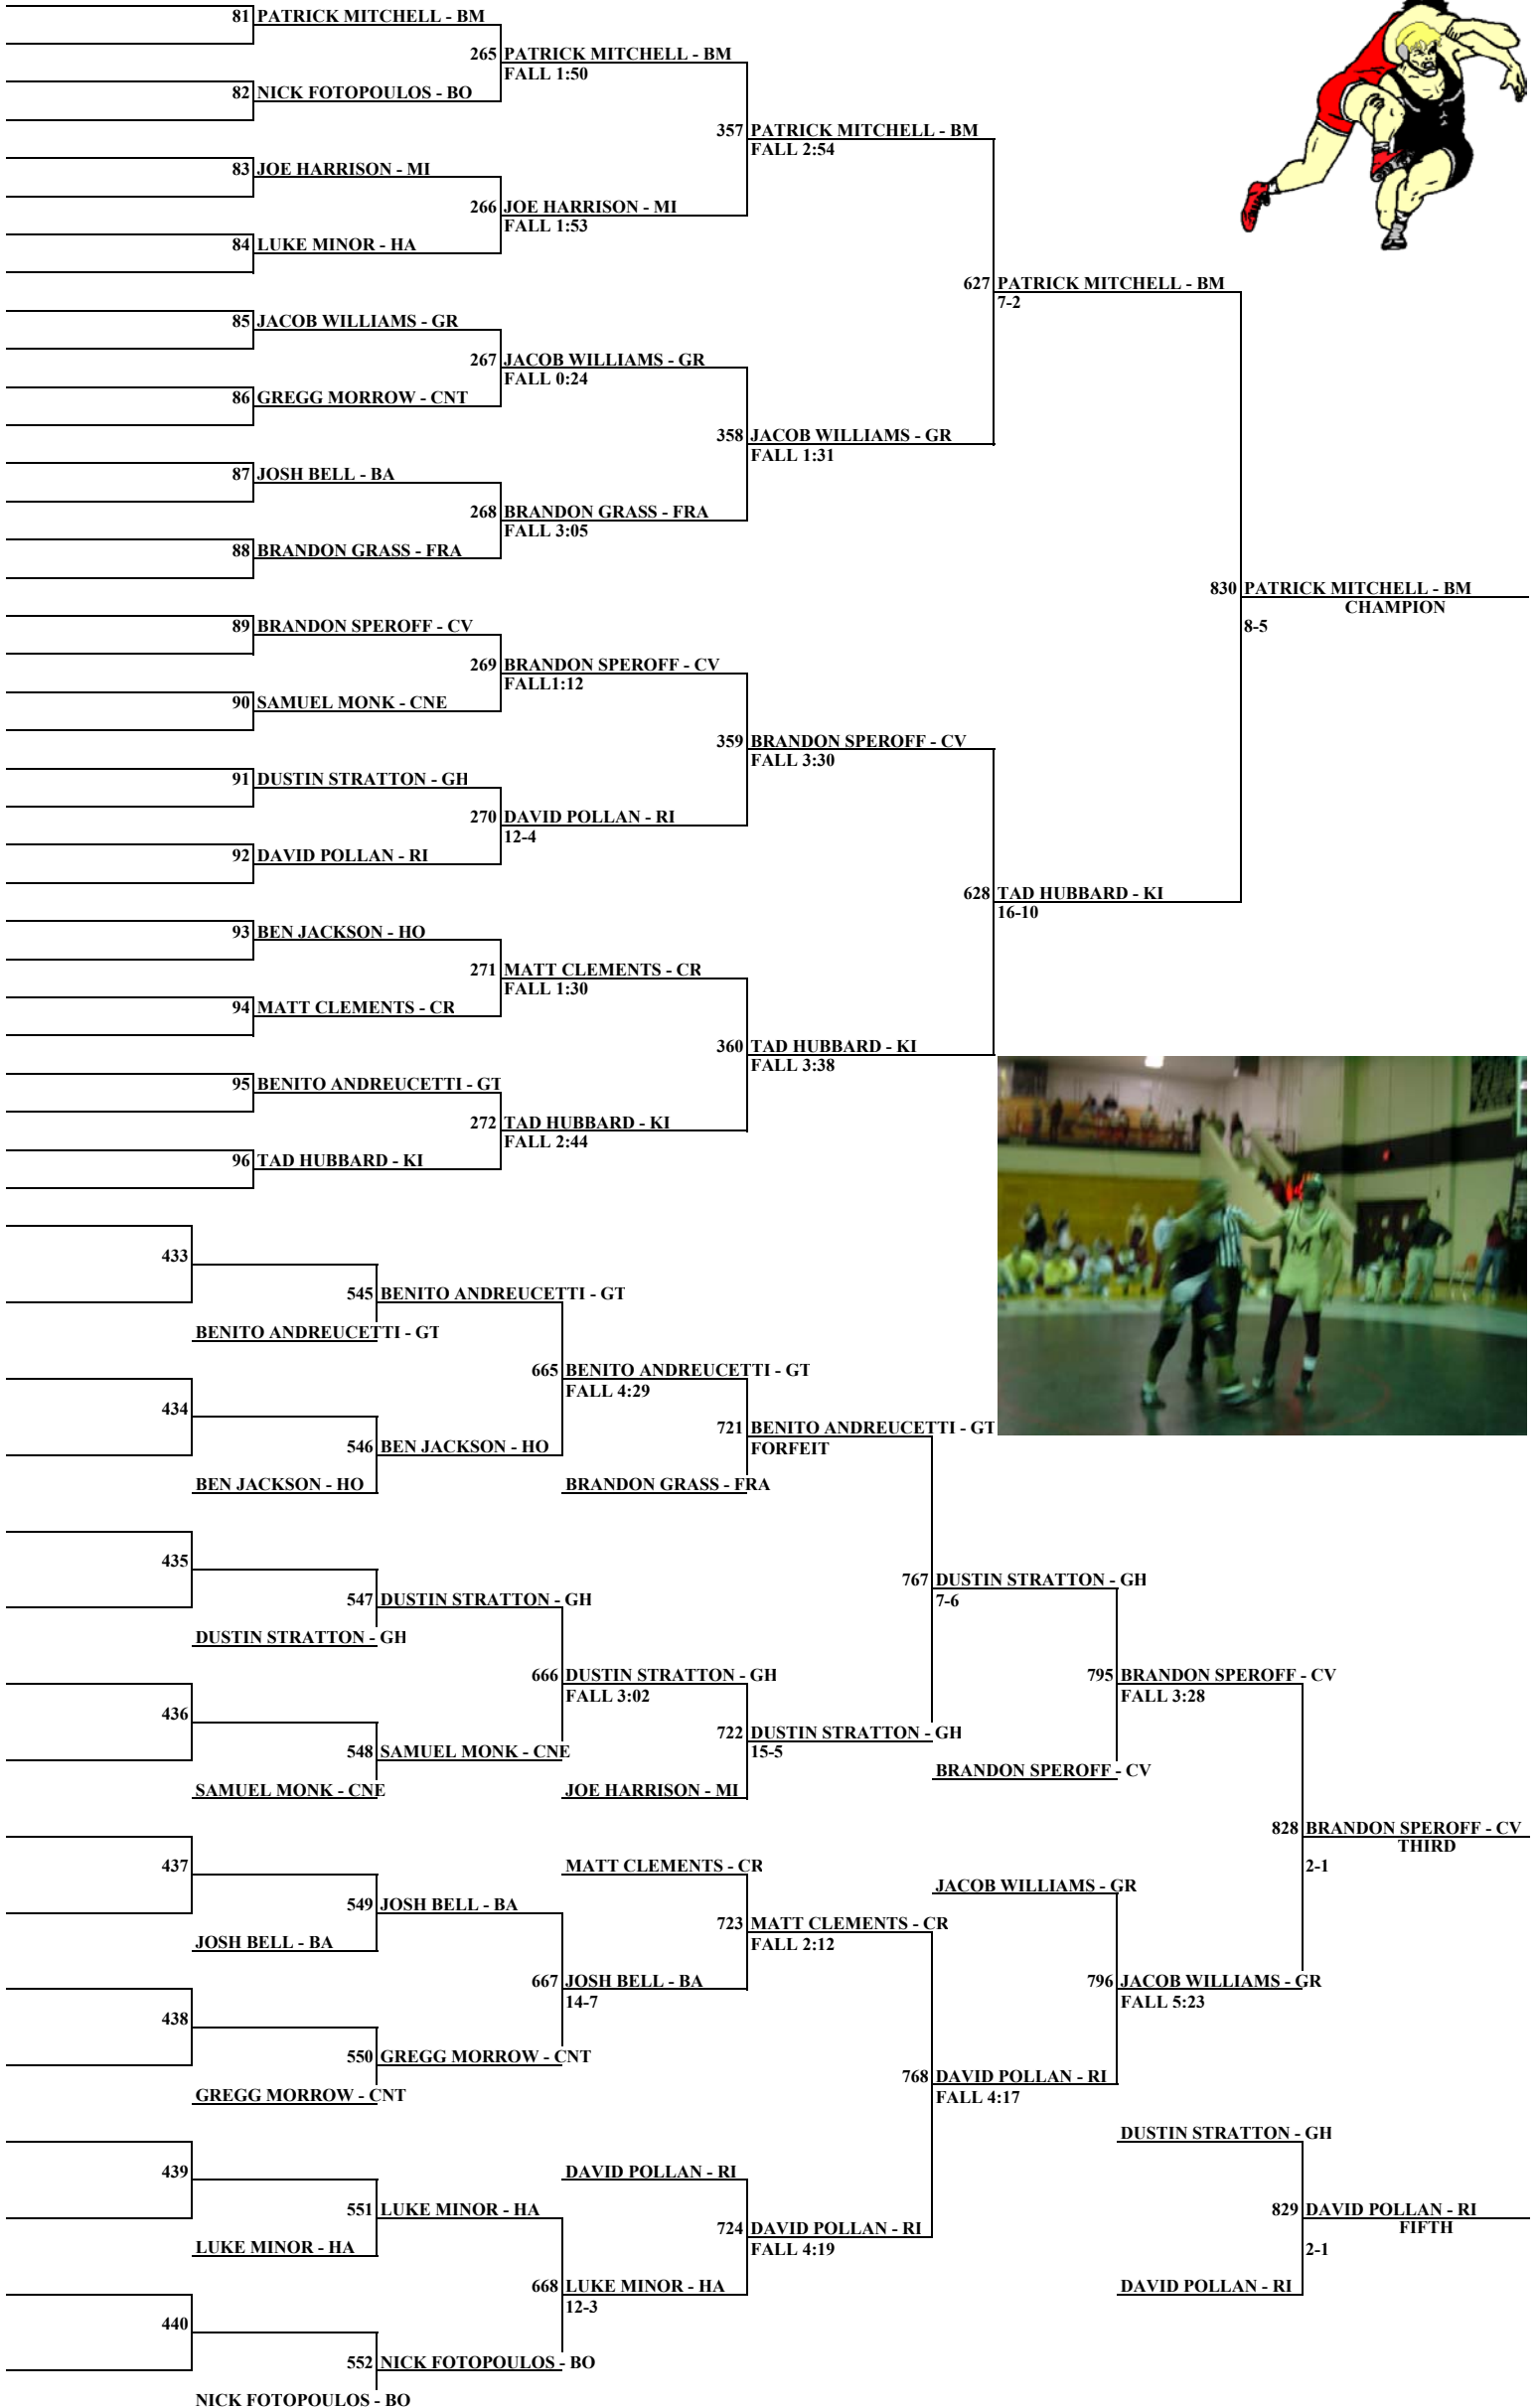 81 PATRICK MITCHELL - BM
265 PATRICK MITCHELL - BM
FALL 1:50
82 NICK FOTOPOULOS - BO
357 PATRICK MITCHELL - BM
FALL 2:54
83 JOE HARRISON - MI
266 JOE HARRISON - MI
FALL 1:53
84 LUKE MINOR - HA
627 PATRICK MITCHELL - BM
7-2
85 JACOB WILLIAMS - GR
267 JACOB WILLIAMS - GR
FALL 0:24
86 GREGG MORROW - CNT
358 JACOB WILLIAMS - GR
FALL 1:31
87 JOSH BELL - BA
268 BRANDON GRASS - FRA
FALL 3:05
88 BRANDON GRASS - FRA
830 PATRICK MITCHELL - BM
CHAMPION
8-5
89 BRANDON SPEROFF - CV
269 BRANDON SPEROFF - CV
FALL1:12
90 SAMUEL MONK - CNE
359 BRANDON SPEROFF - CV
FALL 3:30
91 DUSTIN STRATTON - GH
270 DAVID POLLAN - RI
12-4
92 DAVID POLLAN - RI
628 TAD HUBBARD - KI
16-10
93 BEN JACKSON - HO
271 MATT CLEMENTS - CR
FALL 1:30
94 MATT CLEMENTS - CR
360 TAD HUBBARD - KI
FALL 3:38
95 BENITO ANDREUCETTI - GT
272 TAD HUBBARD - KI
FALL 2:44
96 TAD HUBBARD - KI
M
433
545 BENITO ANDREUCETTI - GT
BENITO ANDREUCETTI - GT
665 BENITO ANDREUCETTI - GT
FALL 4:29
434
721 BENITO ANDREUCETTI - GT
FORFEIT
546 BEN JACKSON - HO
BEN JACKSON - HO
BRANDON GRASS - FRA
435
767 DUSTIN STRATTON - GH
7-6
547 DUSTIN STRATTON - GH
DUSTIN STRATTON - GH
666 DUSTIN STRATTON - GH
FALL 3:02
795 BRANDON SPEROFF - CV
FALL 3:28
436
722 DUSTIN STRATTON - GH
15-5
548 SAMUEL MONK - CNE
BRANDON SPEROFF - CV
SAMUEL MONK - CNE
JOE HARRISON - MI
828 BRANDON SPEROFF - CV
THIRD
2-1
437
MATT CLEMENTS - CR
JACOB WILLIAMS - GR
549 JOSH BELL - BA
723 MATT CLEMENTS - CR
FALL 2:12
JOSH BELL - BA
667 JOSH BELL - BA
14-7
796 JACOB WILLIAMS - GR
FALL 5:23
438
550 GREGG MORROW - CNT
768 DAVID POLLAN - RI
FALL 4:17
GREGG MORROW - CNT
DUSTIN STRATTON - GH
439
DAVID POLLAN - RI
551 LUKE MINOR - HA
829 DAVID POLLAN - RI
FIFTH
2-1
724 DAVID POLLAN - RI
FALL 4:19
LUKE MINOR - HA
668 LUKE MINOR - HA
12-3
DAVID POLLAN - RI
440
552 NICK FOTOPOULOS - BO
NICK FOTOPOULOS - BO